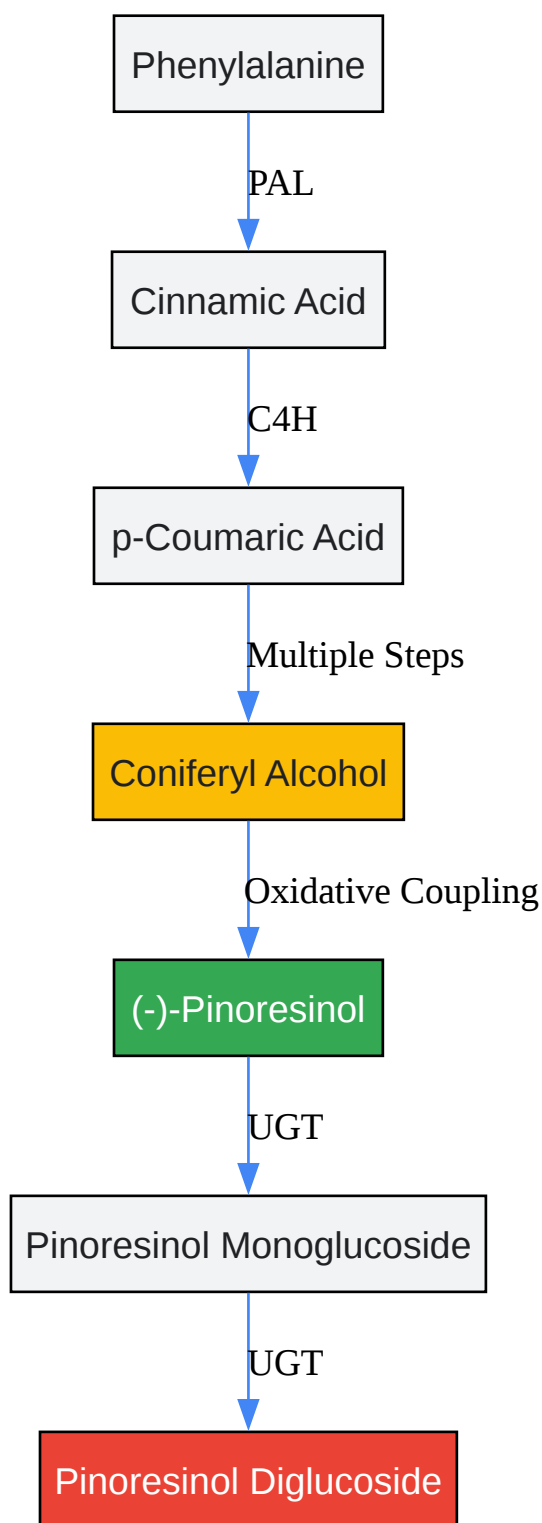 Phenylalanine
PAL
Cinnamic Acid
C4H
p-Coumaric Acid
Multiple Steps
Coniferyl Alcohol
Oxidative Coupling
(-)-Pinoresinol
UGT
Pinoresinol Monoglucoside
UGT
Pinoresinol Diglucoside